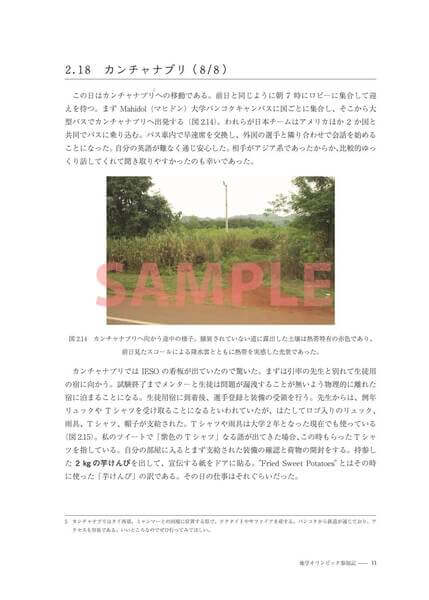 2.18 カンチャナブリ（8/8）
この日はカンチャナブリへの移動である。前日と同じように朝 7 時にロビーに集合して迎
えを待つ。まず Mahidol（マヒドン）大学バンコクキャンパスに国ごとに集合し、そこから大
型バスでカンチャナブリへ出発する（図2.14）。われらが日本チームはアメリカほか 2 か国と
共同でバスに乗り込む。バス車内で早速席を交換し、外国の選手と隣り合わせで会話を始める
ことになった。自分の英語が難なく通じ安心した。相手がアジア系であったからか、比較的ゆっ
くり話してくれて聞き取りやすかったのも幸いであった。
SAMPLE
図 2.14 カンチャナブリへ向かう途中の様子。舗装されていない道に露出した土壌は熱帯特有の赤色であり、
前日見たスコールによる降水雲とともに熱帯を実感した光景であった。
カンチャナブリでは IESO の看板が出ていたので驚いた。まずは引率の先生と別れて生徒用
の宿に向かう。試験終了までメンターと生徒は問題が漏洩することが無いよう物理的に離れた
宿に泊まることになる。生徒用宿に到着後、選手登録と装備の受領を行う。先生からは、例年
リュックや T シャツを受け取ることになるといわれていたが、はたしてロゴ入りのリュック、
雨具、T シャツ、帽子が支給された。T シャツや雨具は大学 2 年となった現在でも使っている
（図 2.15）。私のツイートで「紫色の T シャツ」なる語が出てきた場合、この時もらった T シャ
ツを指している。自分の部屋に入るとまず支給された装備の確認と荷物の開封をする。持参し
た 2 kg の芋けんぴを出して、宣伝する紙をドアに貼る。"Fried Sweet Potatoes" とはその時
に使った「芋けんぴ」の訳である。その日の仕事はそれぐらいだった。
5 カンチャナブリはタイ西部、ミャンマーとの国境に位置する県で、テクタイトやサファイアを産する。バンコクから鉄道が通じており、ア
クセスも容易である。いいところなのでぜひ行ってみてほしい。
地学オリンピック参加記 —— 11